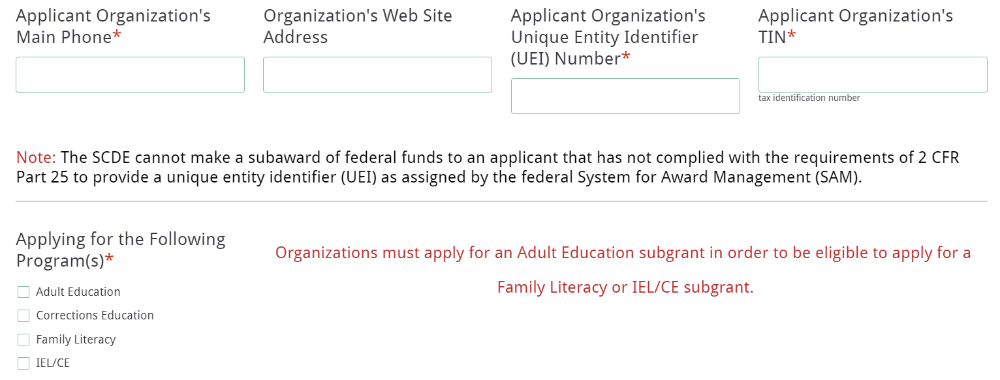 Applicant Organization's
Main Phone*
Organization's Web Site
Address
Applicant Organization's
Unique Entity Identifier
(UEI) Number*
Applicant Organization's
TIN*
tax identification number
Note: The SCDE cannot make a subaward of federal funds to an applicant that has not complied with the requirements of 2 CFR
Part 25 to provide a unique entity identifier (UEI) as assigned by the federal System for Award Management (SAM).
Applying for the Following
Program(s)*
Adult Education
Corrections Education
Family Literacy
IEL/CE
Organizations must apply for an Adult Education subgrant in order to be eligible to apply for a
Family Literacy or IEL/CE subgrant.